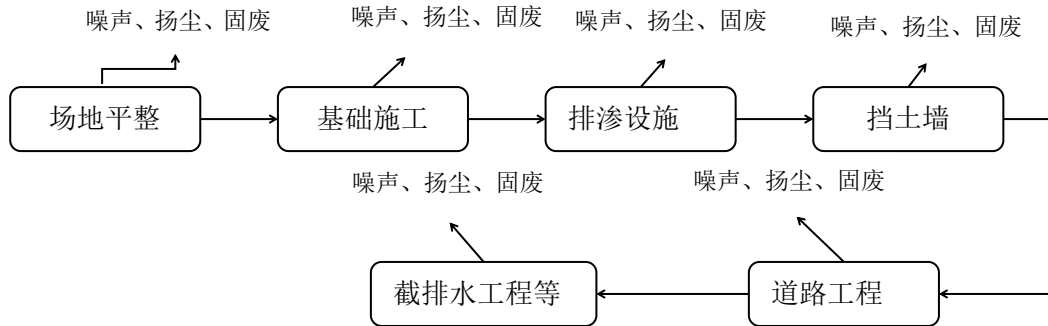 噪声、扬尘、固废
噪声、扬尘、固废
噪声、扬尘、固废
噪声、扬尘、固废
场地平整
基础施工
排渗设施
挡土墙
噪声、扬尘、固废
噪声、扬尘、固废
截排水工程等
道路工程